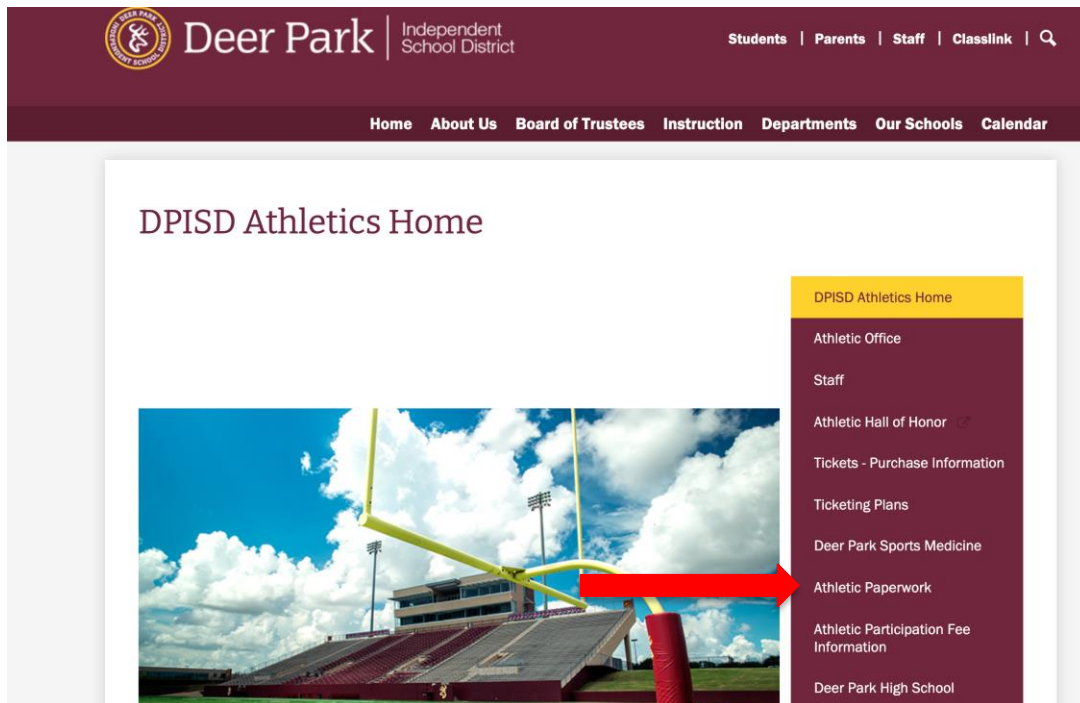 Deer Park
Independent
School District
Students | Parents | Staff | Classlink |
Home About Us Board of Trustees Instruction Departments Our Schools Calendar
DPISD Athletics Home
DPISD Athletics Home
Athletic Office
Staff
Athletic Hall of Honor
Tickets - Purchase Information
Ticketing Plans
Deer Park Sports Medicine
Athletic Paperwork
Athletic Participation Fee
Information
Deer Park High School